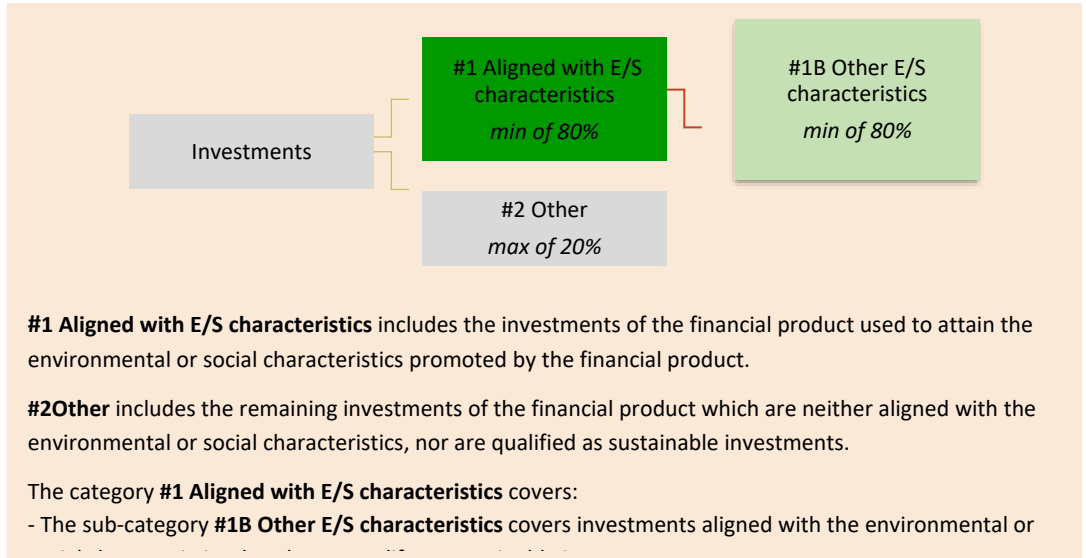 #1 Aligned with E/S
characteristics
min of 80%
#1B Other E/S
characteristics
min of 80%
Investments
#2 Other
max of 20%
#1 Aligned with E/S characteristics includes the investments of the financial product used to attain the
environmental or social characteristics promoted by the financial product.
#2Other includes the remaining investments of the financial product which are neither aligned with the
environmental or social characteristics, nor are qualified as sustainable investments.
The category #1 Aligned with E/S characteristics covers:
- The sub-category #1B Other E/S characteristics covers investments aligned with the environmental or